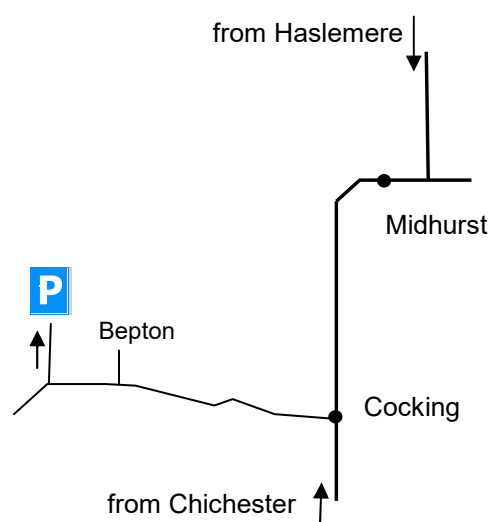 from Haslemere
Midhurst
P
Bepton
Cocking
from Chichester